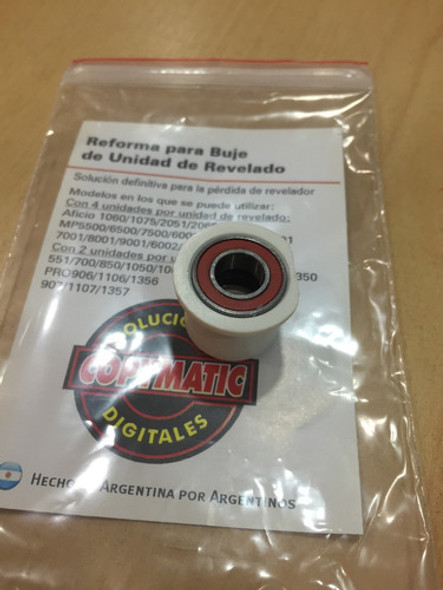 Reforma para Buje
de Unidad de Revelado
Solución definitiva para la pérdida de revelador
Modelos en los que se puede utilizar:
Con 4 unidades por unidad de revelado:
Aficio 1060/1075/2051/206
MP5500/6500/7500/600
7001/8001/9001/6002/
Con 2 unidades por u
551/700/850/1050/10 350
PRO906/1106/1356
907/1107/1357
SOLUCIO
COPYMATIC
DIGITALES
HECHO ARGENTINA POR ARGENTINOS